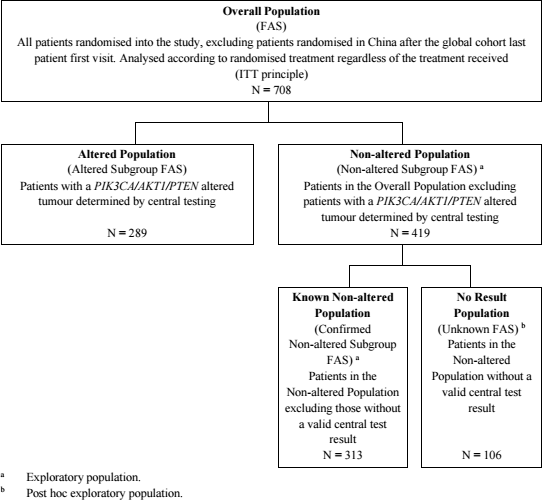 Overall Population
(FAS)
All patients randomised into the study, excluding patients randomised in China after the global cohort last
patient first visit. Analysed according to randomised treatment regardless of the treatment received
(ITT principle)
N = 708
Altered Population
(Altered Subgroup FAS)
Patients with a PIK3CA/AKT1/PTEN altered
tumour determined by central testing
N = 289
Non-altered Population
(Non-altered Subgroup FAS) a
Patients in the Overall Population excluding
patients with a PIK3CA/AKT1/PTEN altered
tumour determined by central testing
N = 419
Known Non-altered
Population
(Confirmed
Non-altered Subgroup
FAS) a
Patients in the
Non-altered Population
excluding those without
a valid central test
result
N = 313
No Result
Population
(Unknown FAS) b
Patients in the
Non-altered
Population without a
valid central test
result
N = 106
a Exploratory population.
b Post hoc exploratory population.